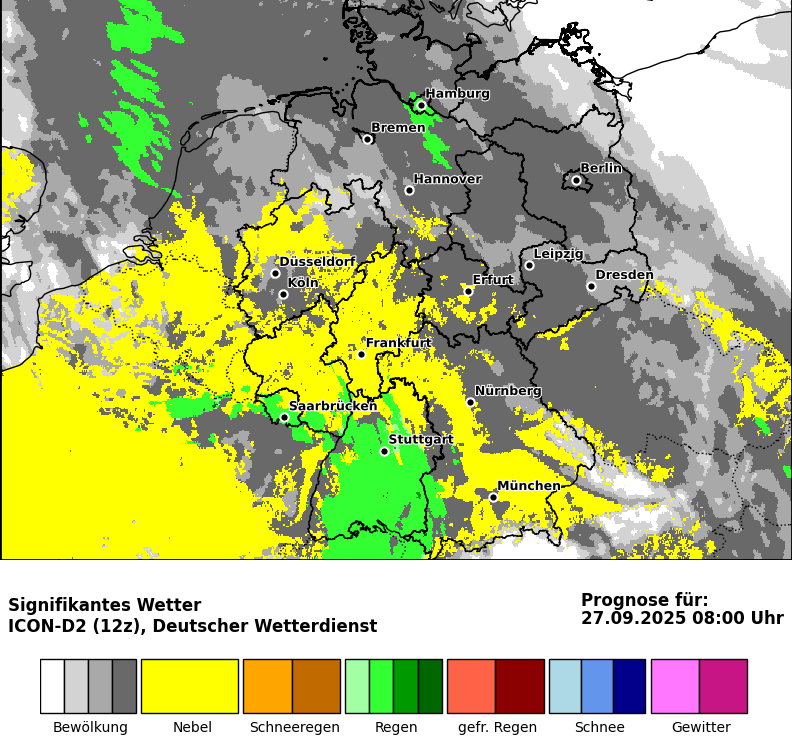 Hamburg
Bremen
Berlin
Hannover
Leipzig
Düsseldorf
Dresden
Erfurt
Köln
Frankfurt
Nürnberg
Saarbrücken
Stuttgart
München
Signifikantes Wetter
ICON-D2 (12z), Deutscher Wetterdienst
Prognose für:
27.09.2025 08:00 Uhr
Bewölkung Nebel Schneeregen Regen gefr. Regen Schnee Gewitter